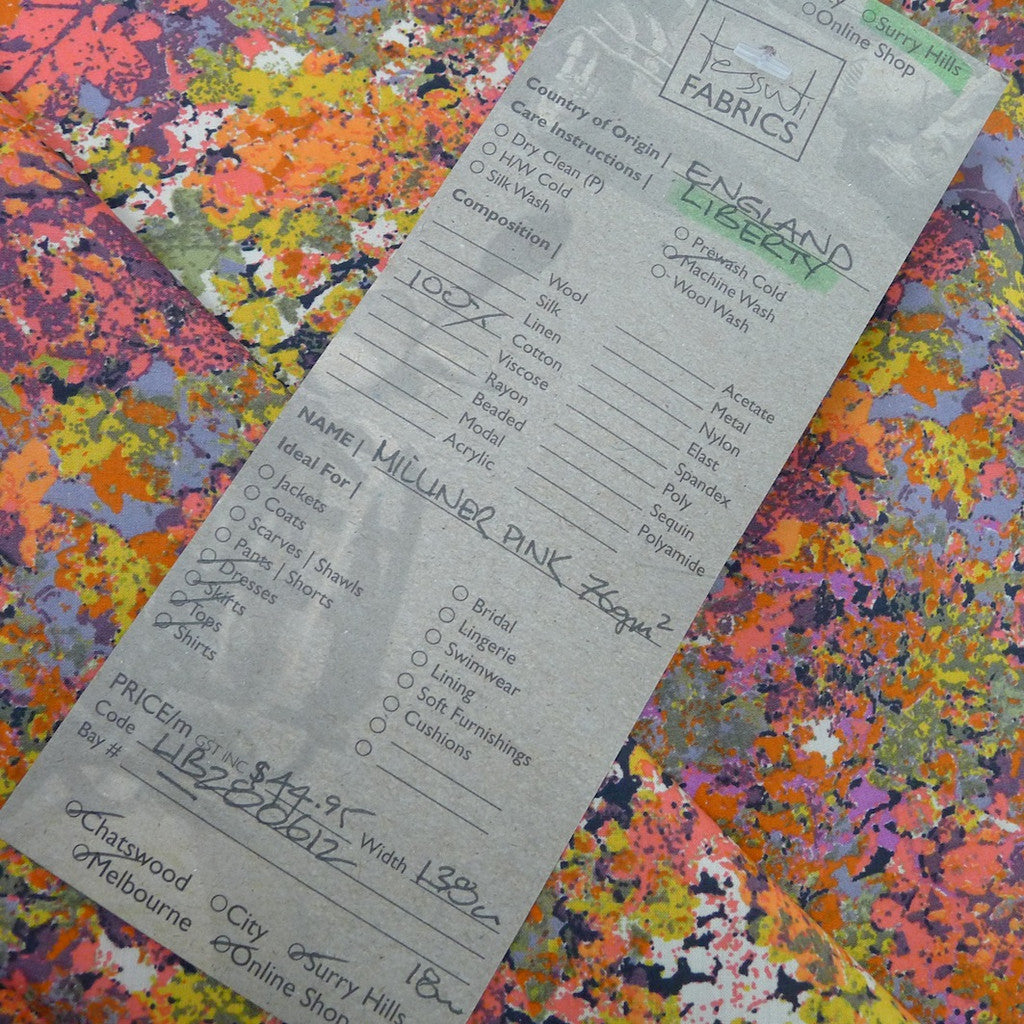 Surry Hills
Online Shop
tessuti
FABRICS
Country of Origin | ENGLAND
Care Instructions | LIBERTY
Dry Clean (P)
H/W Cold
Silk Wash
Prewash Cold
Machine Wash
Wool Wash
Composition |
Wool
Silk
Linen
100% Cotton
Viscose
Rayon
Beaded
Modal
Acrylic
Acetate
Metal
Nylon
Elast
Spandex
Poly
Sequin
Polyamide
NAME | MILLINER PINK 76gm²
Ideal For |
Jackets
Coats
Scarves | Shawls
Pants | Shorts
Dresses
Skirts
Tops
Shirts
Bridal
Lingerie
Swimwear
Lining
Soft Furnishings
Cushions
PRICE/m GST INC $44.95
Code LIB200612 Width 138c
Bay #
18m
Chatswood
Melbourne
City
Online Shop
Surry Hills